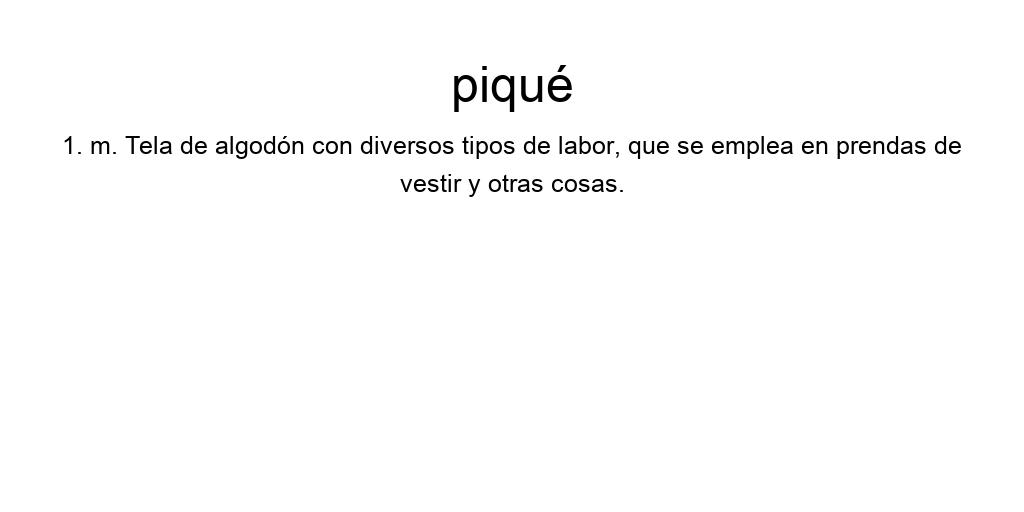 piqué
1. m. Tela de algodón con diversos tipos de labor, que se emplea en prendas de
vestir y otras cosas.